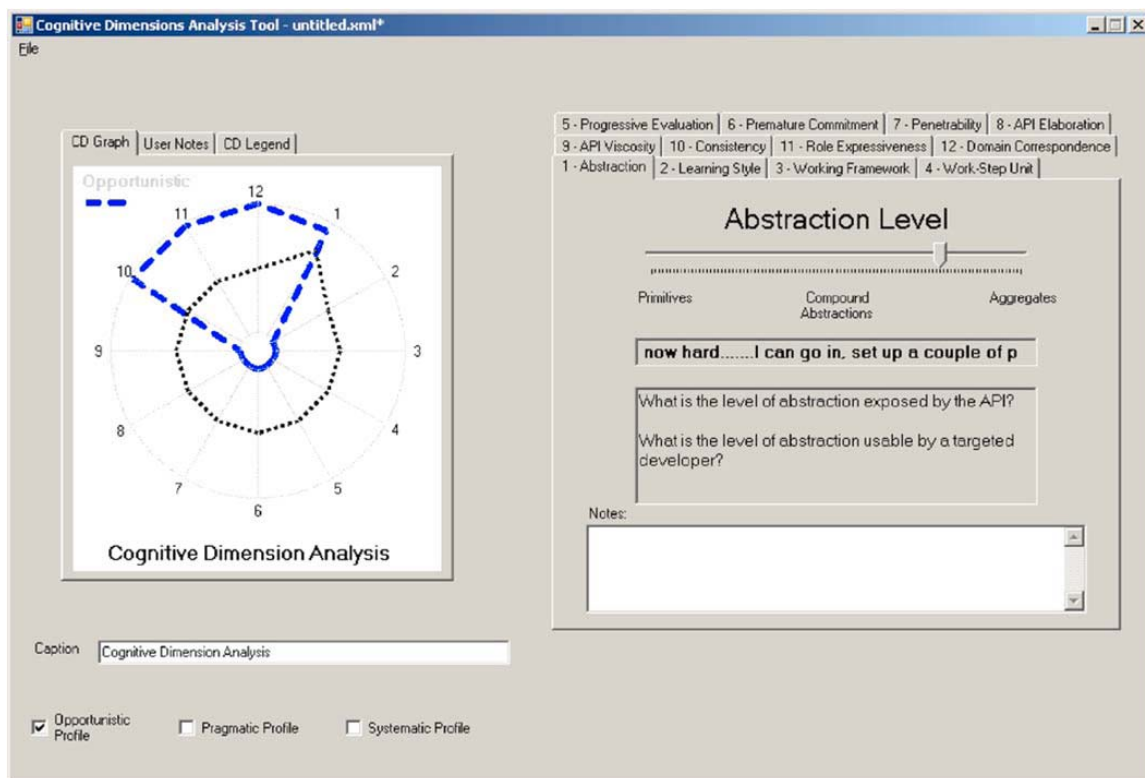 Cognitive Dimensions Analysis Tool - untitled.xml*
File
CD Graph User Notes CD Legend
Opportunistic
12
1
2
3
4
5
6
7
8
9
10
11
Cognitive Dimension Analysis
Caption Cognitive Dimension Analysis
Opportunistic
Profile
Pragmatic Profile
Systematic Profile
5 - Progressive Evaluation 6 - Premature Commitment 7 - Penetrability 8 - API Elaboration
9 - API Viscosity 10 - Consistency 11 - Role Expressiveness 12 - Domain Correspondence
1 - Abstraction 2 - Learning Style 3 - Working Framework 4 - Work-Step Unit
Abstraction Level
Primitives
Compound
Abstractions
Aggregates
now hard.......I can go in, set up a couple of p
What is the level of abstraction exposed by the API?
What is the level of abstraction usable by a targeted
developer?
Notes: